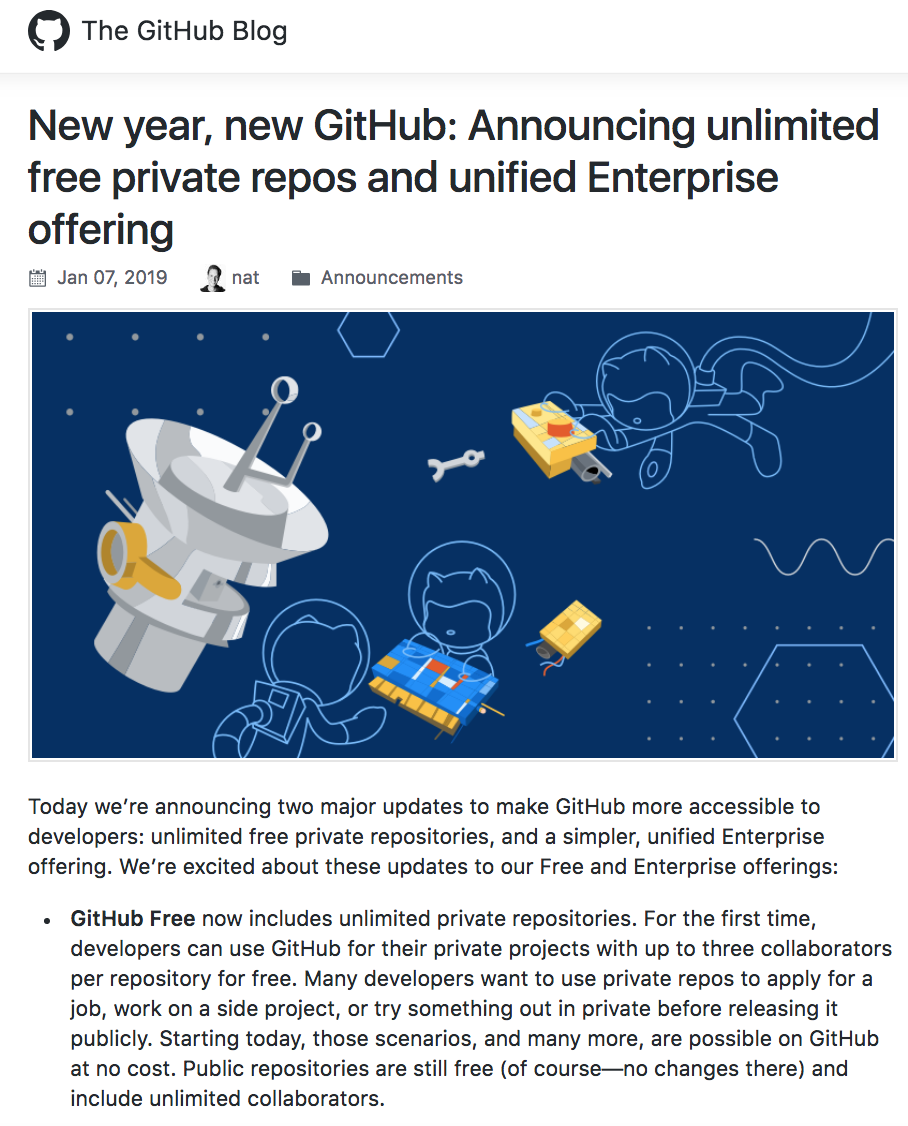 The GitHub Blog
New year, new GitHub: Announcing unlimited
free private repos and unified Enterprise
offering
Jan 07, 2019 nat Announcements
Today we’re announcing two major updates to make GitHub more accessible to
developers: unlimited free private repositories, and a simpler, unified Enterprise
offering. We’re excited about these updates to our Free and Enterprise offerings:
• GitHub Free now includes unlimited private repositories. For the first time,
developers can use GitHub for their private projects with up to three collaborators
per repository for free. Many developers want to use private repos to apply for a
job, work on a side project, or try something out in private before releasing it
publicly. Starting today, those scenarios, and many more, are possible on GitHub
at no cost. Public repositories are still free (of course—no changes there) and
include unlimited collaborators.